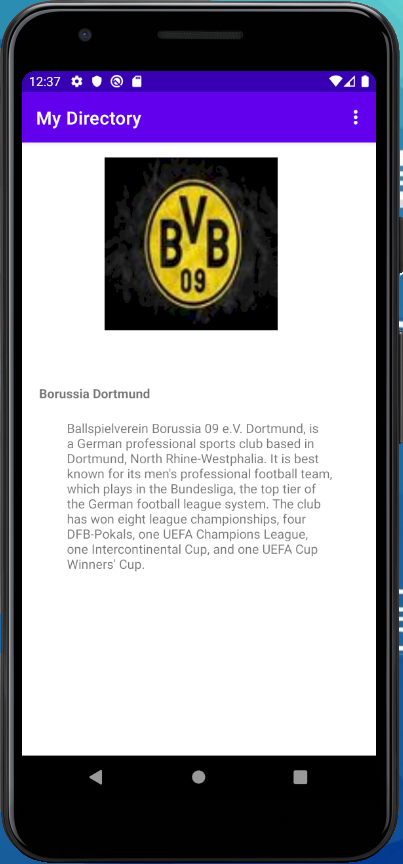 12:37
My Directory
BVB
09
Borussia Dortmund
Ballspielverein Borussia 09 e.V. Dortmund, is
a German professional sports club based in
Dortmund, North Rhine-Westphalia. It is best
known for its men's professional football team,
which plays in the Bundesliga, the top tier of
the German football league system. The club
has won eight league championships, four
DFB-Pokals, one UEFA Champions League,
one Intercontinental Cup, and one UEFA Cup
Winners' Cup.